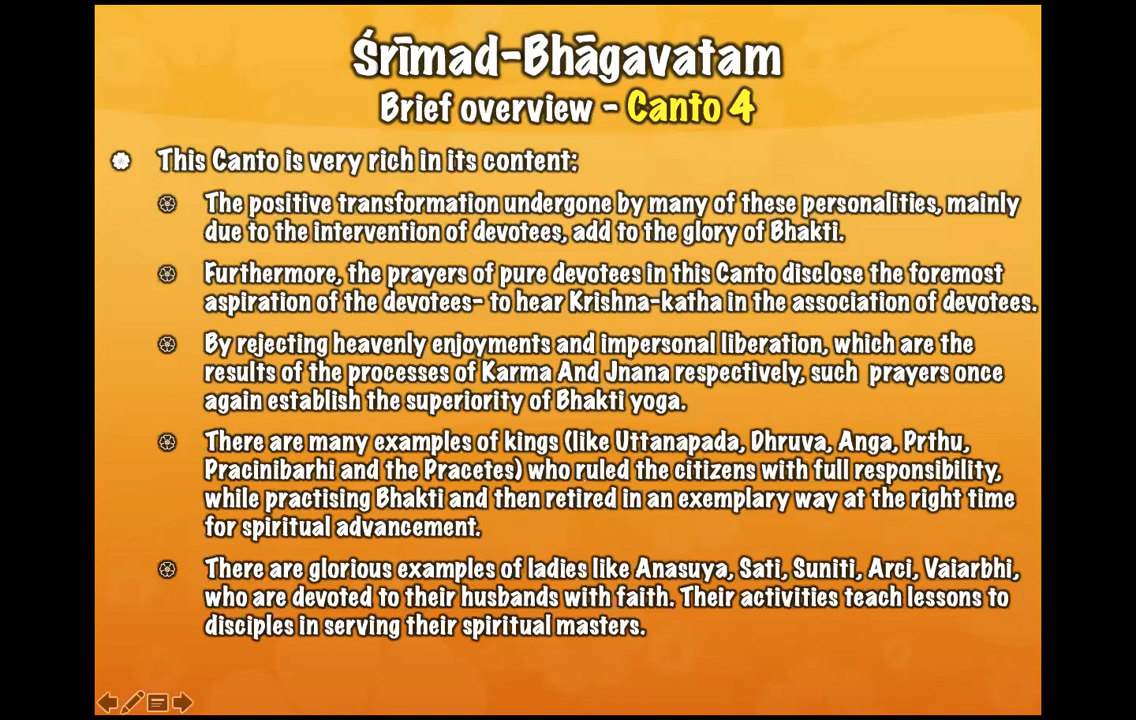 Śrīmad-Bhāgavatam
Brief overview - Canto 4
This Canto is very rich in its content:
The positive transformation undergone by many of these personalities, mainly
due to the intervention of devotees, add to the glory of Bhakti.
Furthermore, the prayers of pure devotees in this Canto disclose the foremost
aspiration of the devotees- to hear Krishna-katha in the association of devotees.
By rejecting heavenly enjoyments and impersonal liberation, which are the
results of the processes of Karma And Jnana respectively, such  prayers once
again establish the superiority of Bhakti yoga.
There are many examples of kings (like Uttanapada, Dhruva, Anga, Prthu,
Pracinibarhi and the Pracetes) who ruled the citizens with full responsibility,
while practising Bhakti and then retired in an exemplary way at the right time
for spiritual advancement.
There are glorious examples of ladies like Anasuya, Sati, Suniti, Arci, Vaiarbhi,
who are devoted to their husbands with faith. Their activities teach lessons to
disciples in serving their spiritual masters.